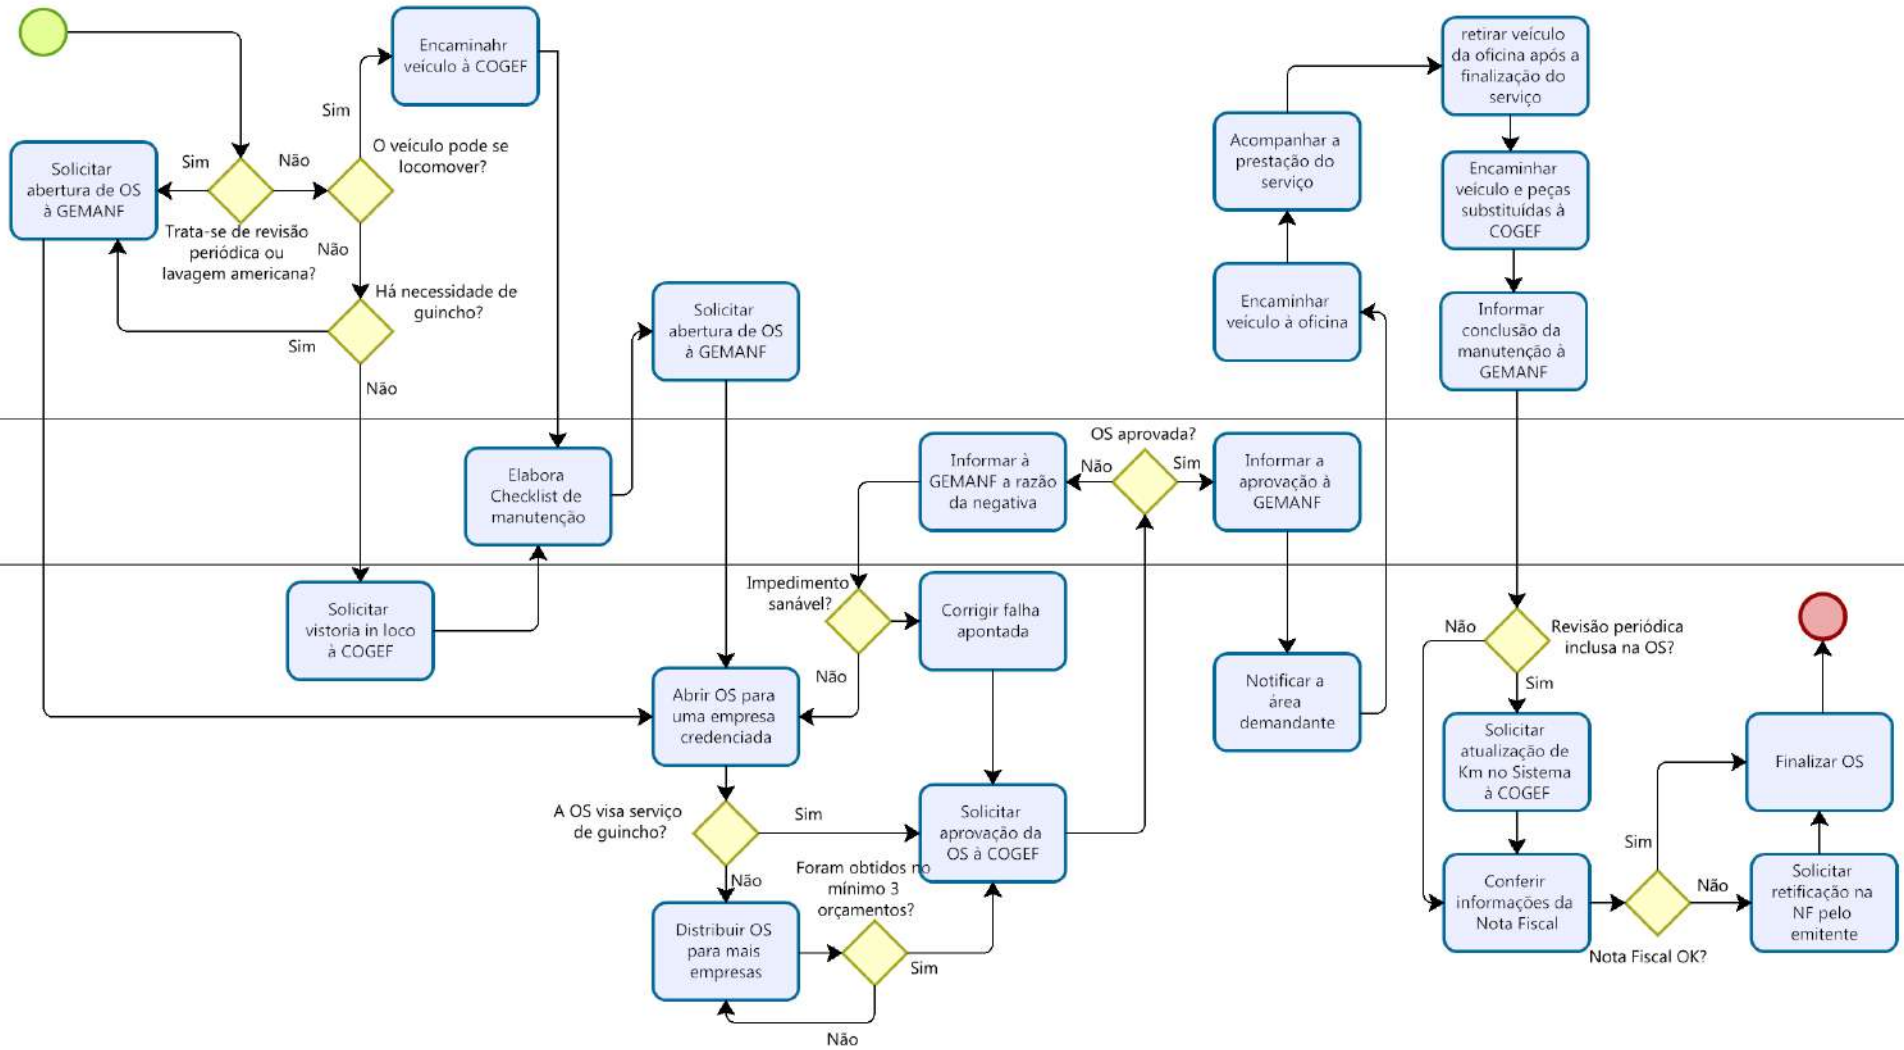 Encaminahr
veículo à COGEF
Sim
O veículo pode se
locomover?
Solicitar
abertura de OS
à GEMANF
Sim
Não
Trata-se de revisão
periódica ou
lavagem americana?
Não
Há necessidade de
guincho?
Sim
Não
Solicitar
abertura de OS
à GEMANF
retirar veículo
da oficina após a
finalização do
serviço
Acompanhar a
prestação do
serviço
Encaminhar
veículo e peças
substituídas à
COGEF
Encaminhar
veículo à oficina
Informar
conclusão da
manutenção à
GEMANF
Elabora
Checklist de
manutenção
Informar à
GEMANF a razão
da negativa
OS aprovada?
Não
Sim
Informar a
aprovação à
GEMANF
Solicitar
vistoria in loco
à COGEF
Impedimento
sanável?
Corrigir falha
apontada
Não
Abrir OS para
uma empresa
credenciada
Notificar a
área
demandante
A OS visa serviço
de guincho?
Sim
Solicitar
aprovação da
OS à COGEF
Não
Foram obtidos no
mínimo 3
orçamentos?
Distribuir OS
para mais
empresas
Sim
Não
Não
Revisão periódica
inclusa na OS?
Sim
Solicitar
atualização de
Km no Sistema
à COGEF
Finalizar OS
Conferir
informações da
Nota Fiscal
Sim
Não
Nota Fiscal OK?
Solicitar
retificação na
NF pelo
emitente